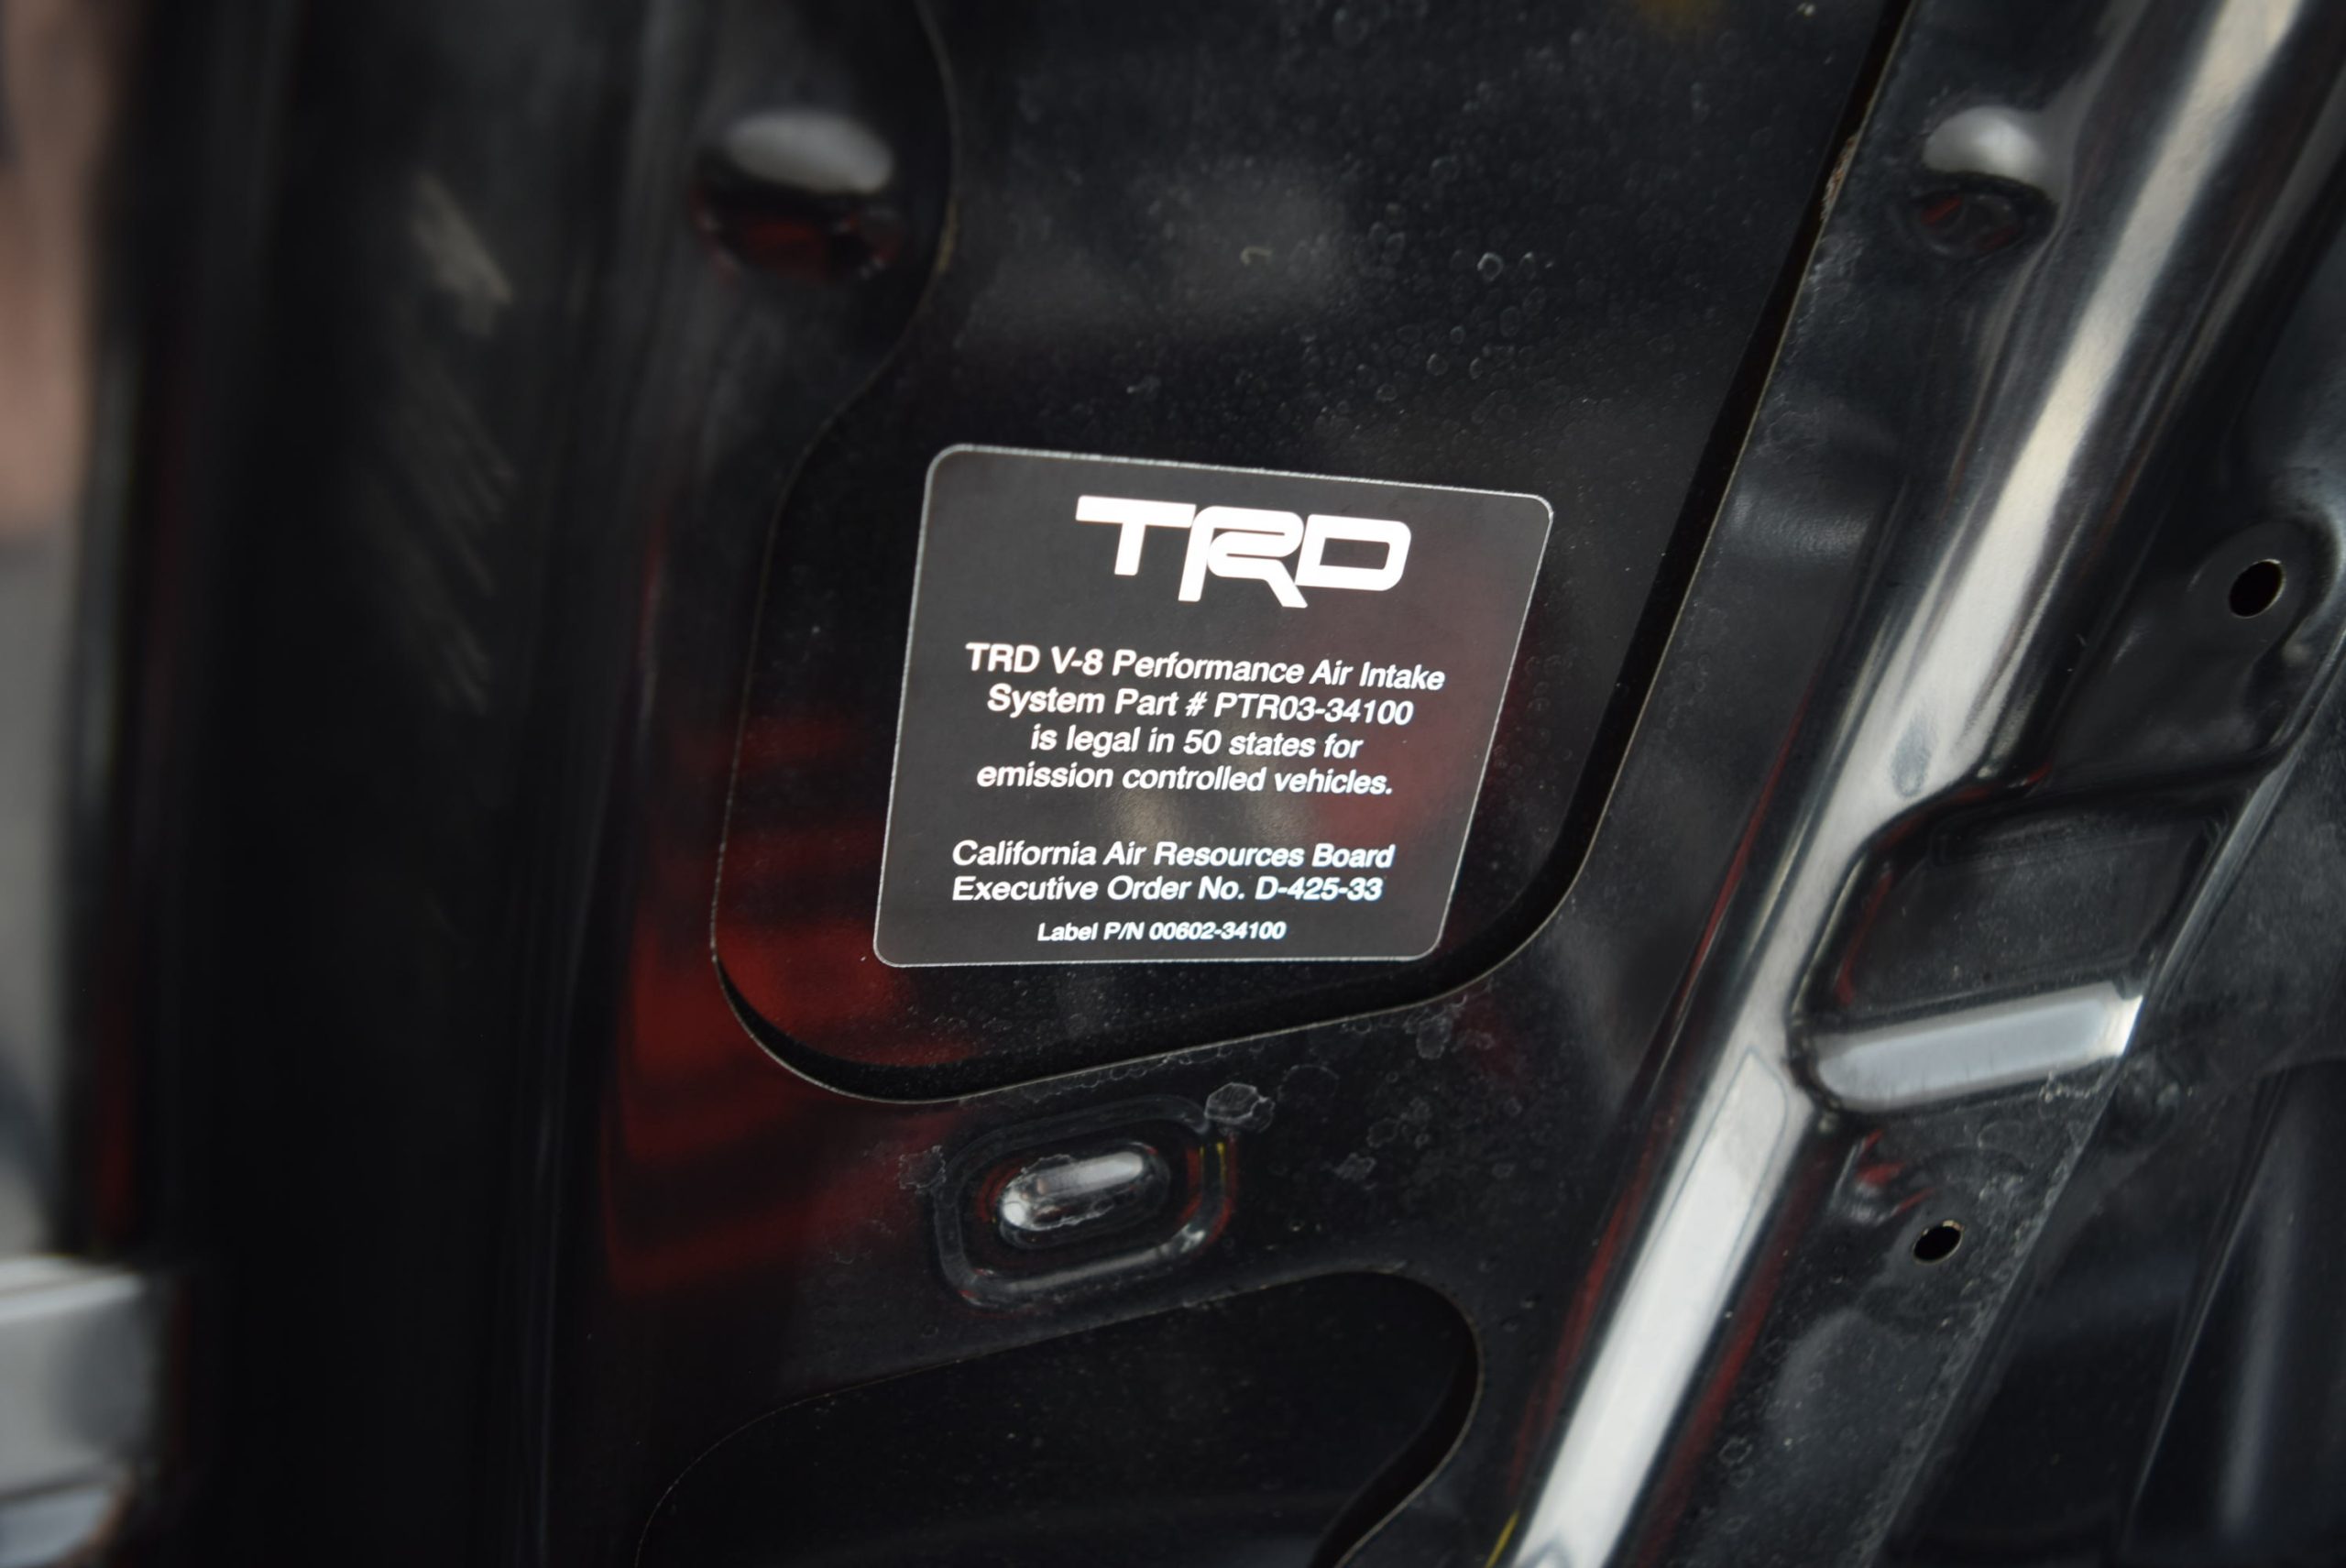 TRD
TRD V-8 Performance Air Intake
System Part # PTR03-34100
is legal in 50 states for
emission controlled vehicles.
California Air Resources Board
Executive Order No. D-425-33
Label P/N 00602-34100